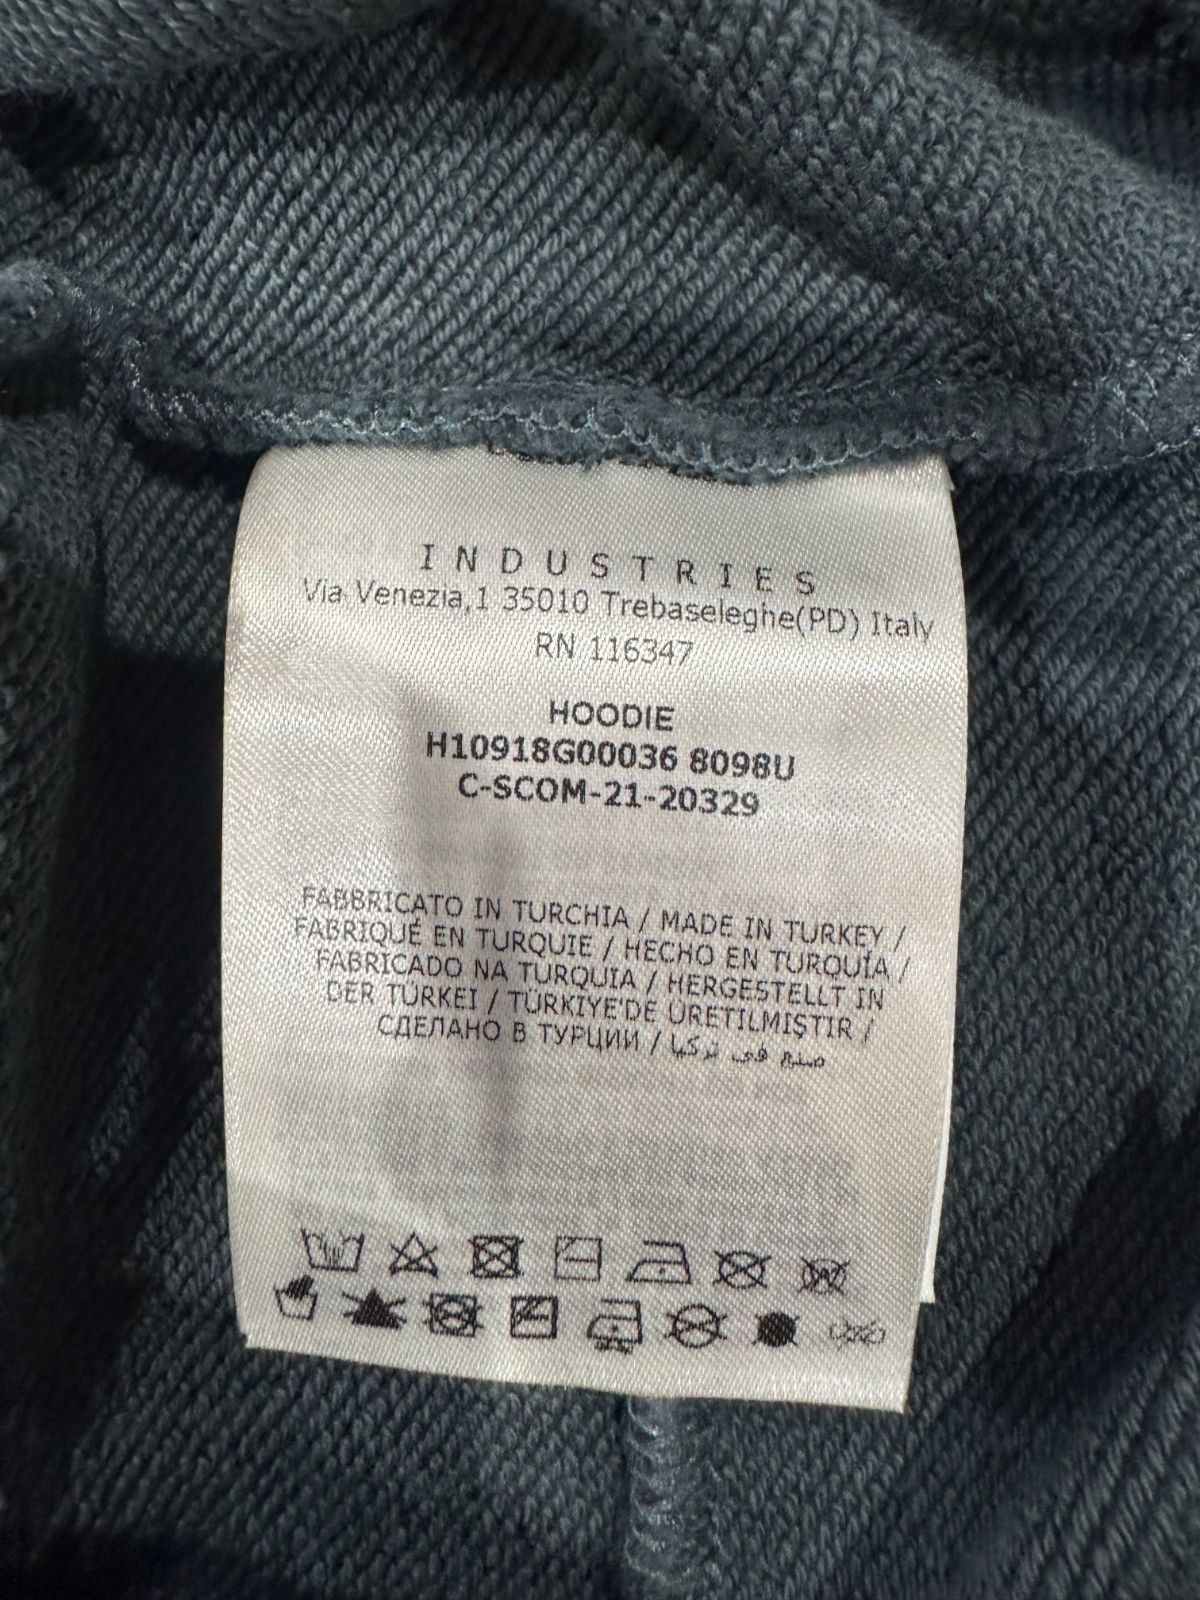 INDUSTRIES
Via Venezia,1 35010 Trebaseleghe(PD) Italy
RN 116347
HOODIE
H10918G00036 8098U
C-SCOM-21-20329
FABBRICATO IN TURCHIA / MADE IN TURKEY /
FABRIQUÉ EN TURQUIE / HECHO EN TURQUÍA /
FABRICADO NA TURQUIA / HERGESTELLT IN
DER TÜRKEI / TÜRKIYE'DE ÜRETILMIŞTIR /
СДЕЛАНО В ТУРЦИИ / صنع في تركيا